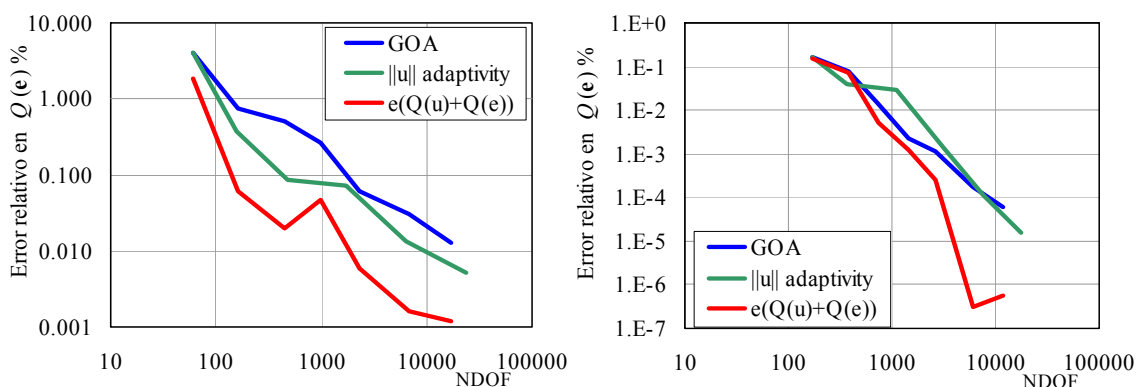 Error relativo en Q (e) %
10.000
1.000
0.100
0.010
0.001
10
100
1000
10000
100000
NDOF
GOA
||u|| adaptivity
e(Q(u)+Q(e))
Error relativo en Q (e) %
1.E+0
1.E-1
1.E-2
1.E-3
1.E-4
1.E-5
1.E-6
1.E-7
10
100
1000
10000
100000
NDOF
GOA
||u|| adaptivity
e(Q(u)+Q(e))